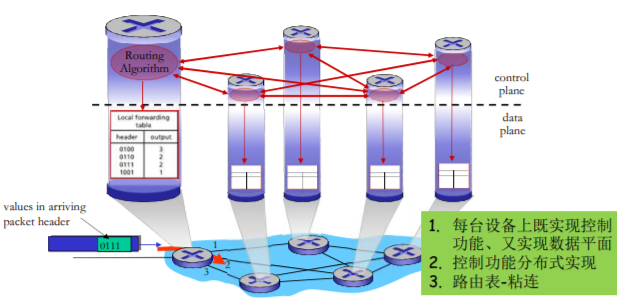 Routing
Algorithm
control
plane
data
plane
Local forwarding
table
header output
0100 3
0110 2
0111 2
1001 1
values in arriving
packet header
0111
1
2
3
1. 每台设备上既实现控制
功能、又实现数据平面
2. 控制功能分布式实现
3. 路由表-粘连